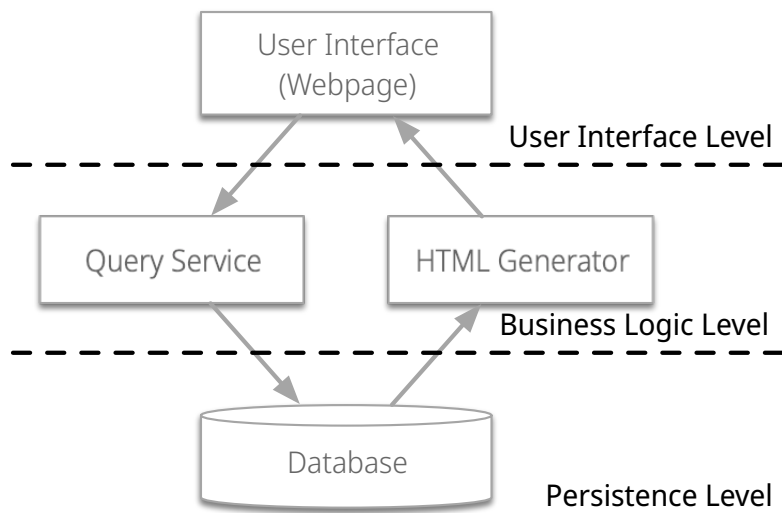 User Interface
(Webpage)
User Interface Level
Query Service
HTML Generator
Business Logic Level
Database
Persistence Level